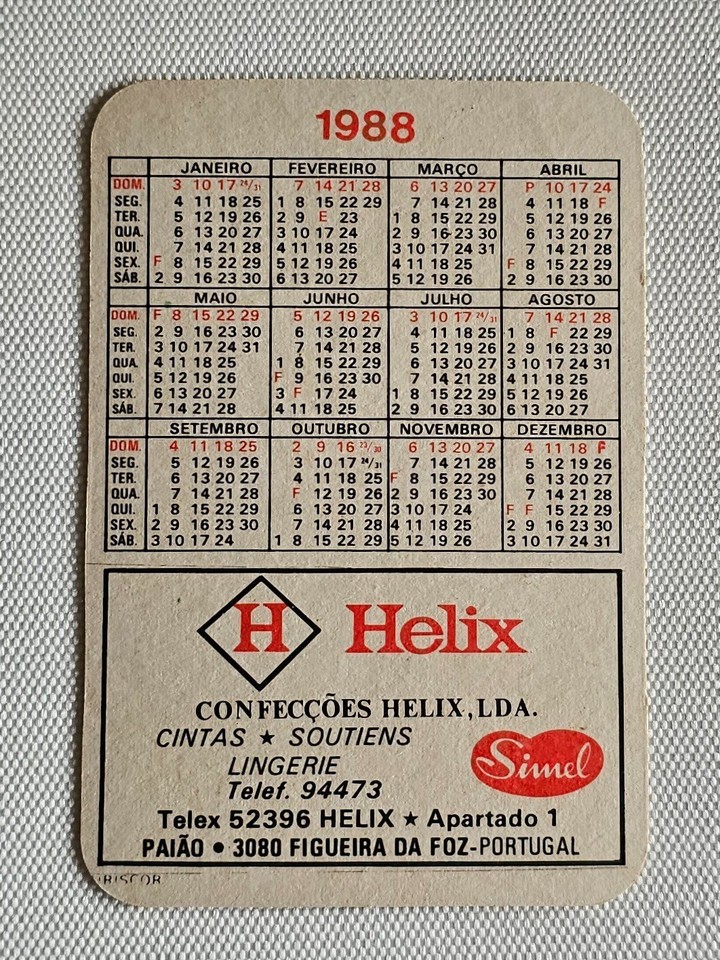 1988
JANEIRO FEVEREIRO MARÇO ABRIL
DOM. 3 10 17 24/31 7 14 21 28 6 13 20 27 P 10 17 24
SEG. 4 11 18 25 1 8 15 22 29 7 14 21 28 4 11 18 F
TER. 5 12 19 26 2 9 E 23 1 8 15 22 29 5 12 19 26
QUA. 6 13 20 27 3 10 17 24 2 9 16 23 30 6 13 20 27
QUI. 7 14 21 28 4 11 18 25 3 10 17 24 31 7 14 21 28
SEX. F 8 15 22 29 5 12 19 26 4 11 18 25 F 8 15 22 29
SÁB. 2 9 16 23 30 6 13 20 27 5 12 19 26 2 9 16 23 30
MAIO JUNHO JULHO AGOSTO
DOM. F 8 15 22 29 5 12 19 26 3 10 17 24/31 7 14 21 28
SEG. 2 9 16 23 30 6 13 20 27 4 11 18 25 1 8 F 22 29
TER. 3 10 17 24 31 7 14 21 28 5 12 19 26 2 9 16 23 30
QUA. 4 11 18 25 1 8 15 22 29 6 13 20 27 3 10 17 24 31
QUI. 5 12 19 26 F 9 16 23 30 7 14 21 28 4 11 18 25
SEX. 6 13 20 27 3 F 17 24 1 8 15 22 29 5 12 19 26
SÁB. 7 14 21 28 4 11 18 25 2 9 16 23 30 6 13 20 27
SETEMBRO OUTUBRO NOVEMBRO DEZEMBRO
DOM. 4 11 18 25 2 9 16 23/30 6 13 20 27 4 11 18 F
SEG. 5 12 19 26 3 10 17 24/31 7 14 21 28 5 12 19 26
TER. 6 13 20 27 4 11 18 25 F 8 15 22 29 6 13 20 27
QUA. 7 14 21 28 F 12 19 26 2 9 16 23 30 7 14 21 28
QUI. 1 8 15 22 29 6 13 20 27 3 10 17 24 F F 15 22 29
SEX. 2 9 16 23 30 7 14 21 28 4 11 18 25 2 9 16 23 30
SÁB. 3 10 17 24 1 8 15 22 29 5 12 19 26 3 10 17 24 31
H Helix
CONFECÇÕES HELIX, LDA.
CINTAS ★ SOUTIENS
LINGERIE
Simel
Telef. 94473
Telex 52396 HELIX ★ Apartado 1
PAIÃO • 3080 FIGUEIRA DA FOZ-PORTUGAL